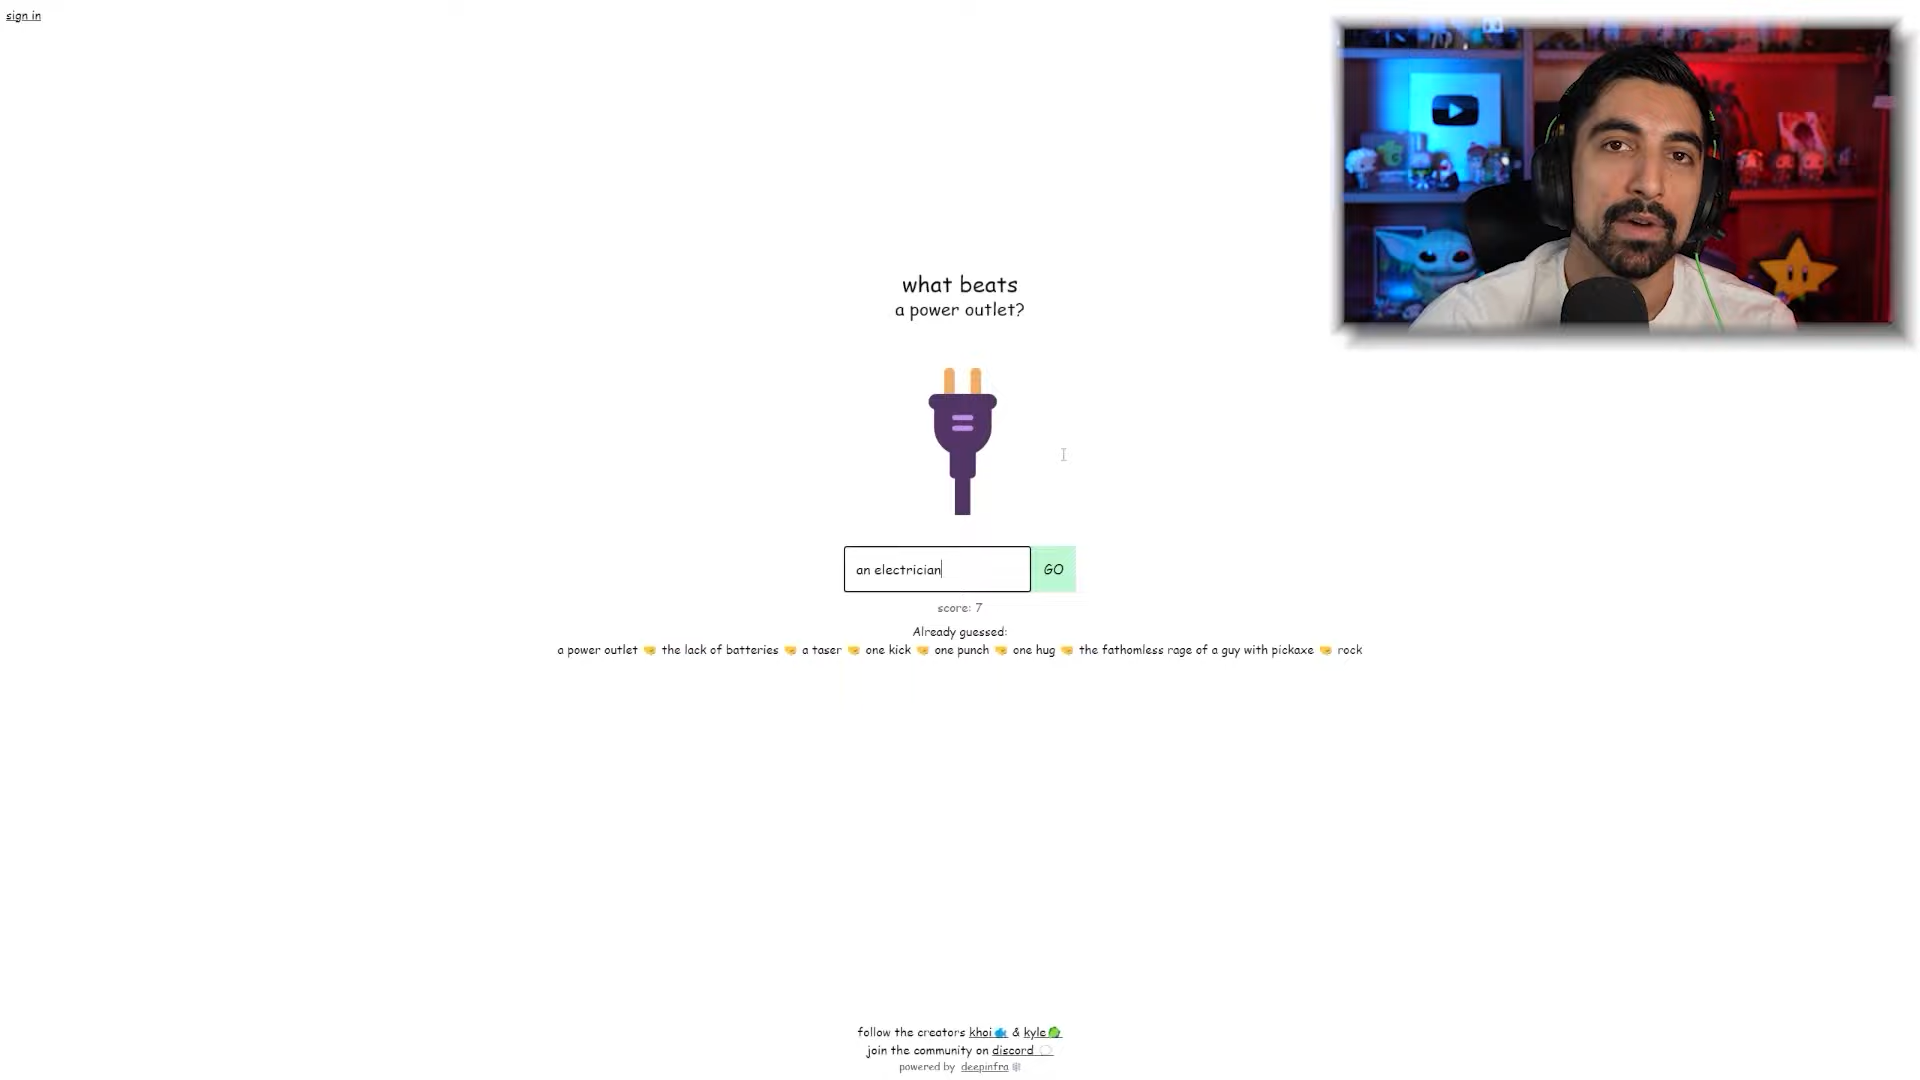 sign in
what beats
a power outlet?
an electrician
GO
score: 7
Already guessed:
a power outlet 🤜 the lack of batteries 🤜 a taser 🤜 one kick 🤜 one punch 🤜 one hug 🤜 the fathomless rage of a guy with pickaxe 🤜 rock
follow the creators khoi & kyle
join the community on discord
powered by deepinfra